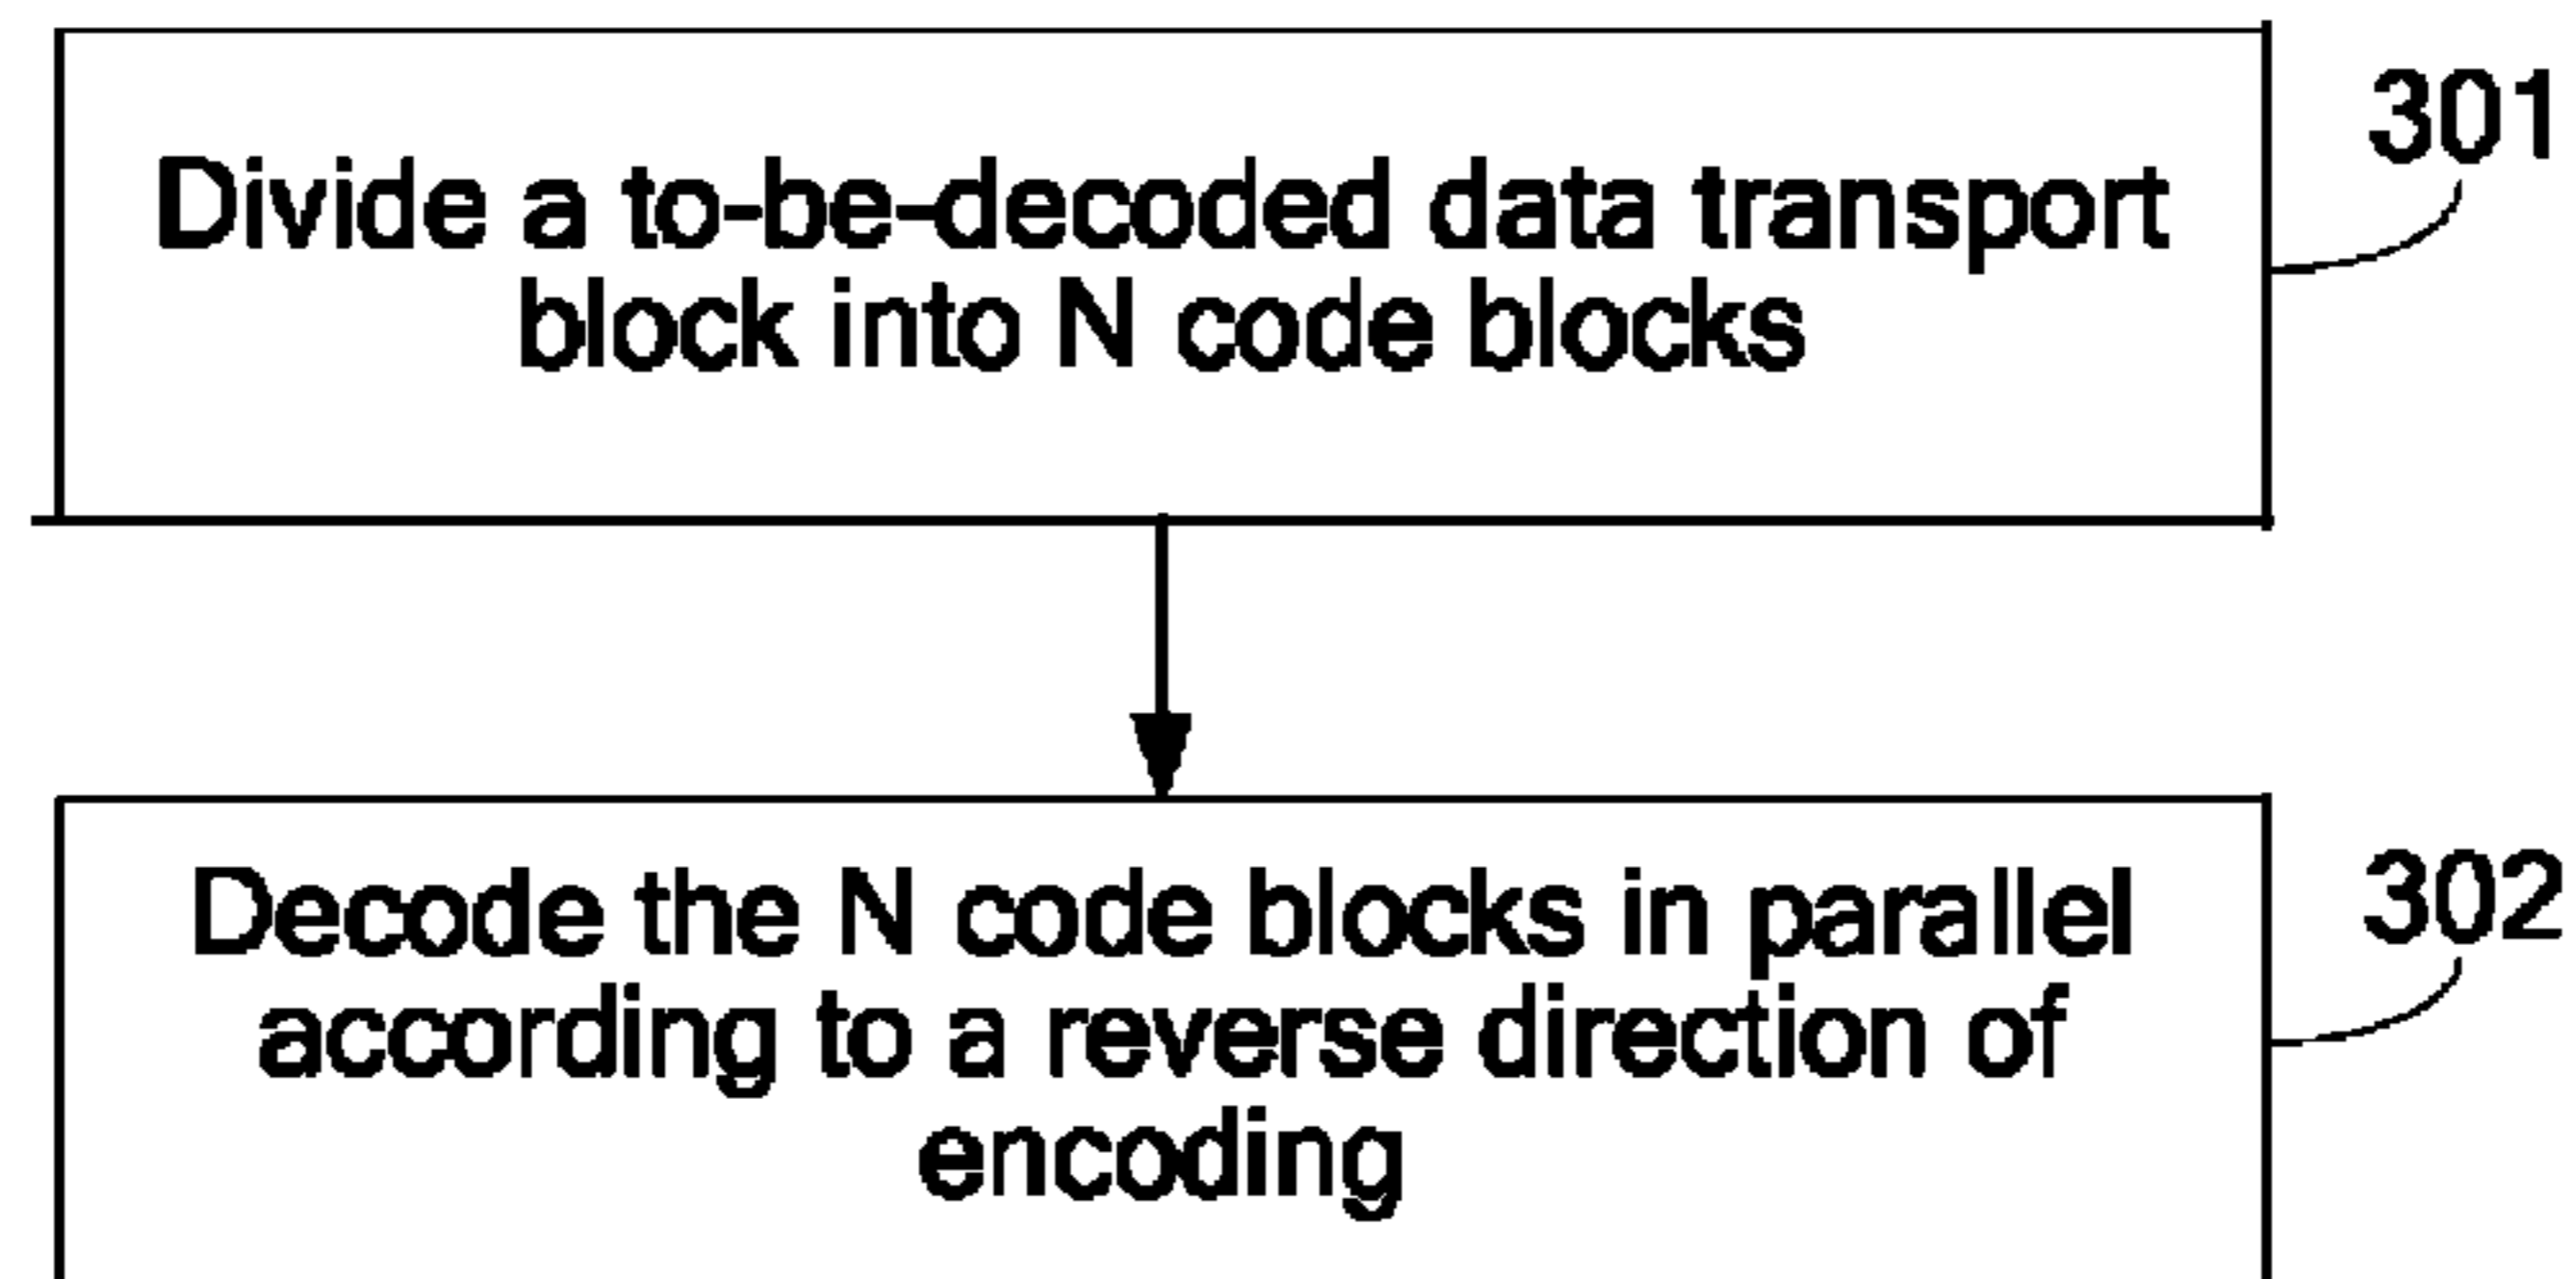 301
Divide a to-be-decoded data transport
block into N code blocks
302
Decode the N code blocks in parallel
according to a reverse direction of
encoding